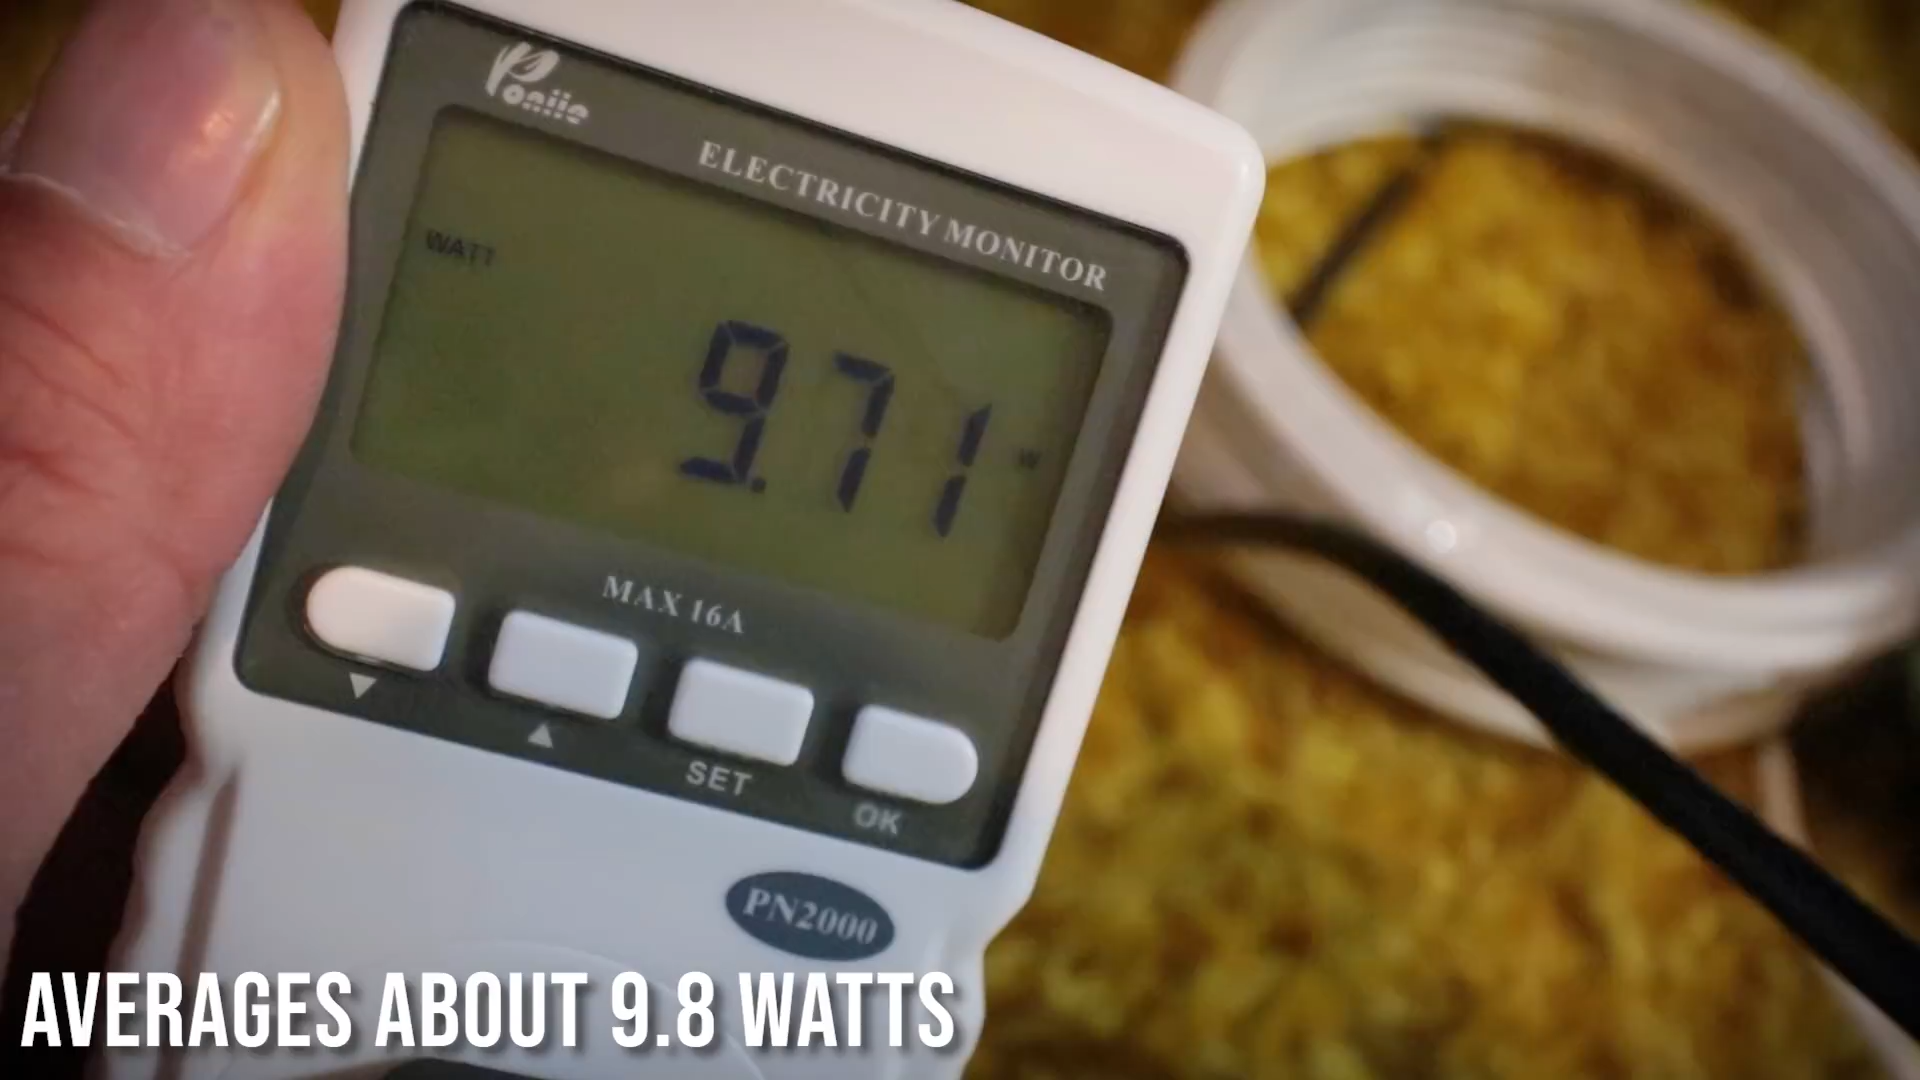 Poniie
ELECTRICITY MONITOR
WATT
9.71 W
MAX 16A
▼
▲
SET
OK
PN2000
AVERAGES ABOUT 9.8 WATTS